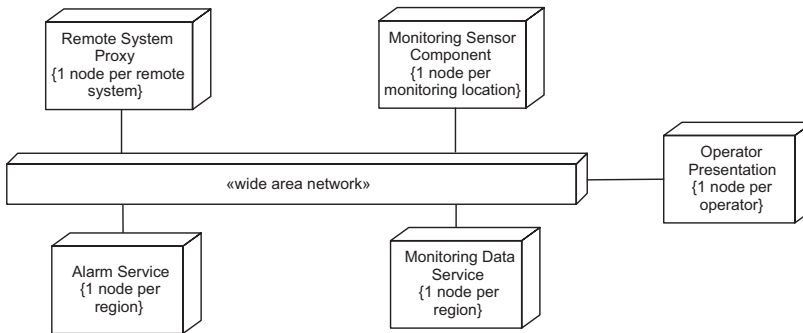 Remote System
Proxy
{1 node per remote
system}
Monitoring Sensor
Component
{1 node per
monitoring location}
«wide area network»
Operator
Presentation
{1 node per
operator}
Alarm Service
{1 node per
region}
Monitoring Data
Service
{1 node per
region}